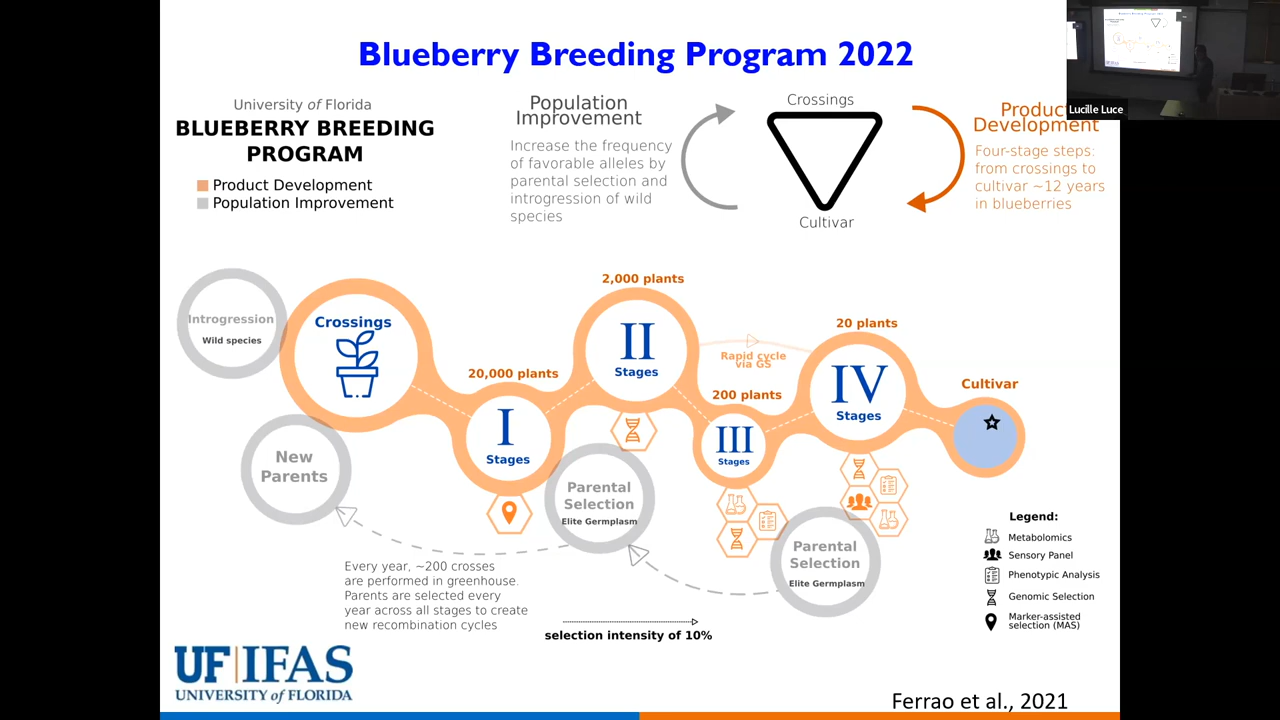 Blueberry Breeding Program 2022
Lucille Luce
University of Florida
BLUEBERRY BREEDING
PROGRAM
Product Development
Population Improvement
Population
Improvement
Increase the frequency
of favorable alleles by
parental selection and
introgression of wild
species
Crossings
Cultivar
Product
Development
Four-stage steps:
from crossings to
cultivar ~12 years
in blueberries
Introgression
Wild species
Crossings
New
Parents
20,000 plants
I
Stages
2,000 plants
II
Stages
Parental
Selection
Elite Germplasm
Rapid cycle
via GS
200 plants
III
Stages
20 plants
IV
Stages
Parental
Selection
Elite Germplasm
Cultivar
Every year, ~200 crosses
are performed in greenhouse.
Parents are selected every
year across all stages to create
new recombination cycles
selection intensity of 10%
Legend:
Metabolomics
Sensory Panel
Phenotypic Analysis
Genomic Selection
Marker-assisted
selection (MAS)
UF IFAS
UNIVERSITY of FLORIDA
Ferrao et al., 2021